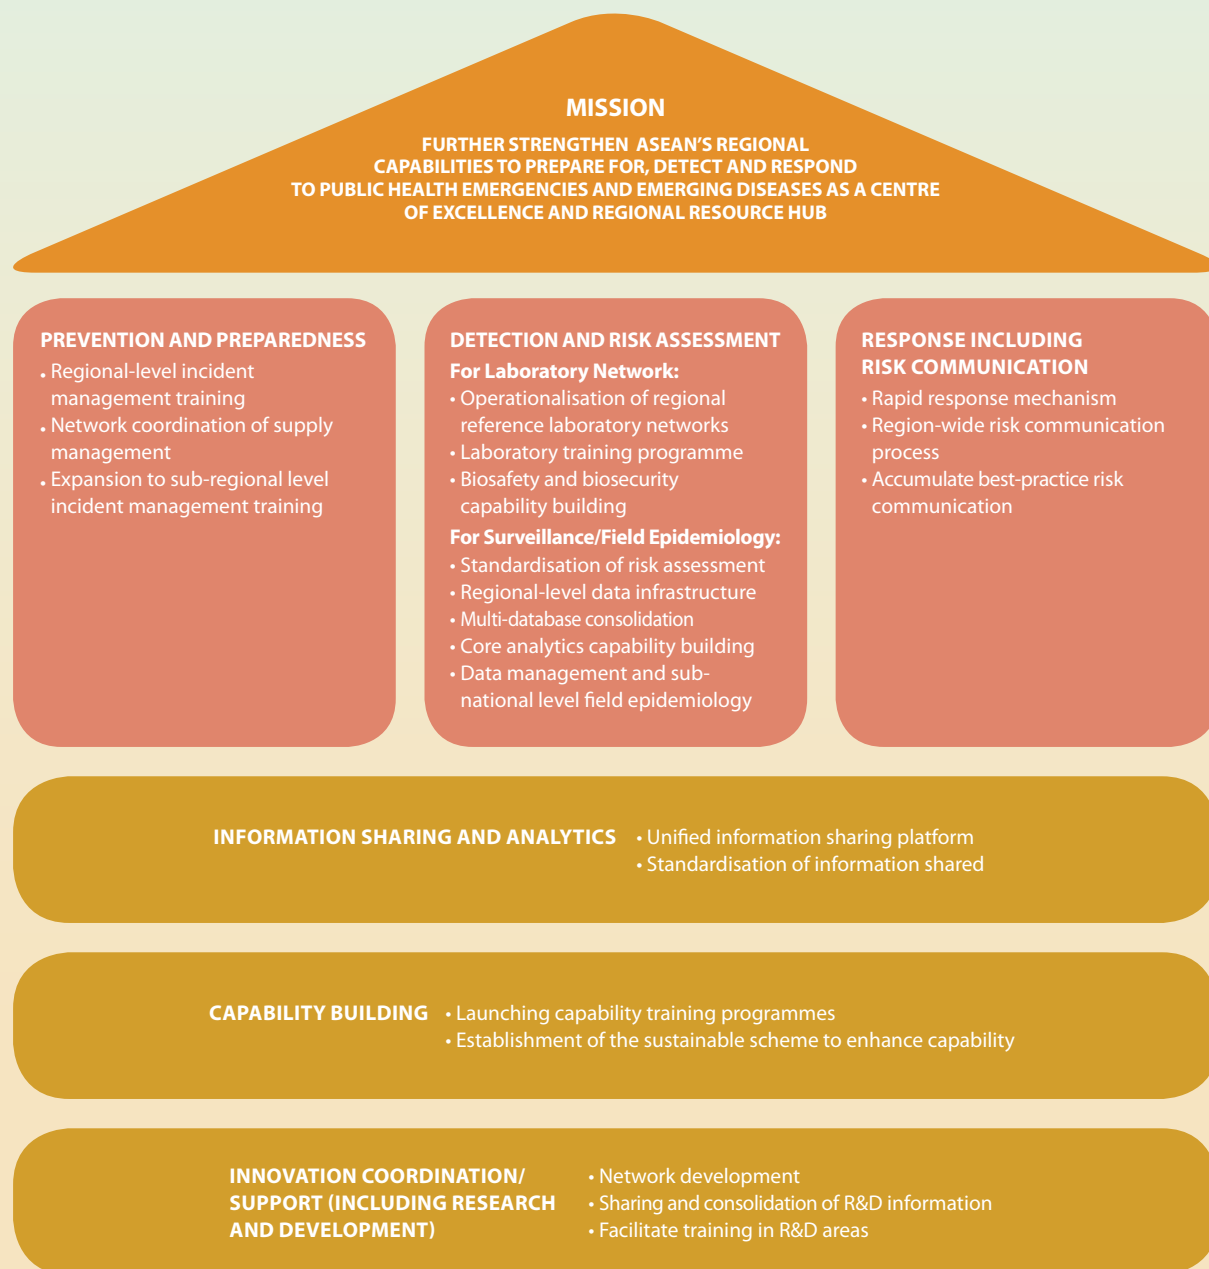 MISSION
FURTHER STRENGTHEN ASEAN'S REGIONAL
CAPABILITIES TO PREPARE FOR, DETECT AND RESPOND
TO PUBLIC HEALTH EMERGENCIES AND EMERGING DISEASES AS A CENTRE
OF EXCELLENCE AND REGIONAL RESOURCE HUB
PREVENTION AND PREPAREDNESS
• Regional-level incident
management training
• Network coordination of supply
management
• Expansion to sub-regional level
incident management training
DETECTION AND RISK ASSESSMENT
For Laboratory Network:
• Operationalisation of regional
reference laboratory networks
• Laboratory training programme
• Biosafety and biosecurity
capability building
For Surveillance/Field Epidemiology:
• Standardisation of risk assessment
• Regional-level data infrastructure
• Multi-database consolidation
• Core analytics capability building
• Data management and sub-
national level field epidemiology
RESPONSE INCLUDING
RISK COMMUNICATION
• Rapid response mechanism
• Region-wide risk communication
process
• Accumulate best-practice risk
communication
INFORMATION SHARING AND ANALYTICS
• Unified information sharing platform
• Standardisation of information shared
CAPABILITY BUILDING
• Launching capability training programmes
• Establishment of the sustainable scheme to enhance capability
INNOVATION COORDINATION/
SUPPORT (INCLUDING RESEARCH
AND DEVELOPMENT)
• Network development
• Sharing and consolidation of R&D information
• Facilitate training in R&D areas